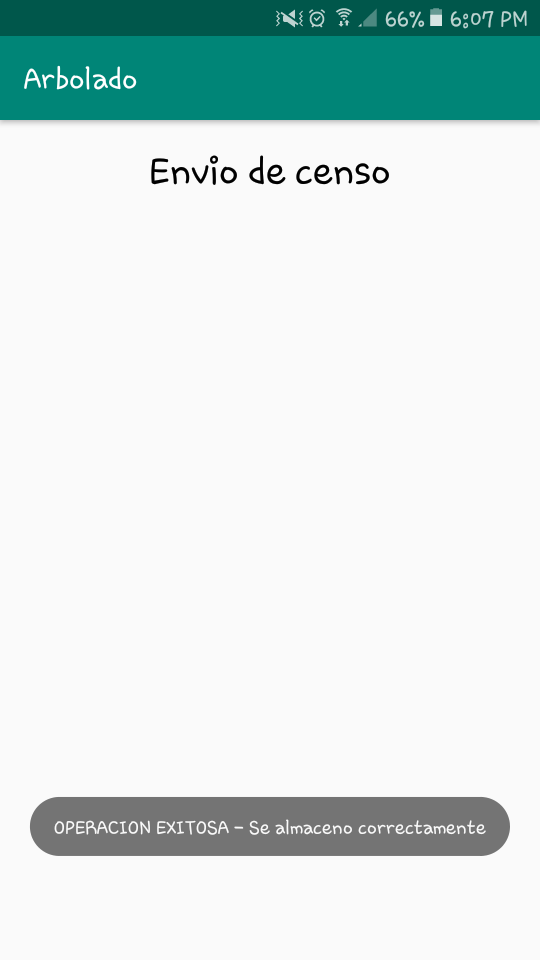 66% 6:07 PM
Arbolado
Envio de censo
OPERACION EXITOSA - Se almaceno correctamente